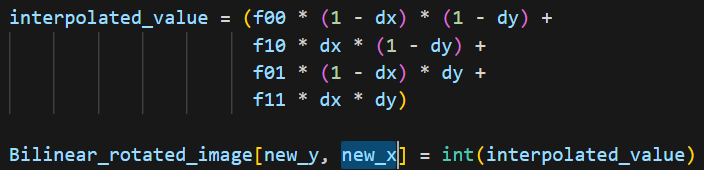 interpolated_value = (f00 * (1 - dx) * (1 - dy) +
f10 * dx * (1 - dy) +
f01 * (1 - dx) * dy +
f11 * dx * dy)
Bilinear_rotated_image[new_y, new_x] = int(interpolated_value)